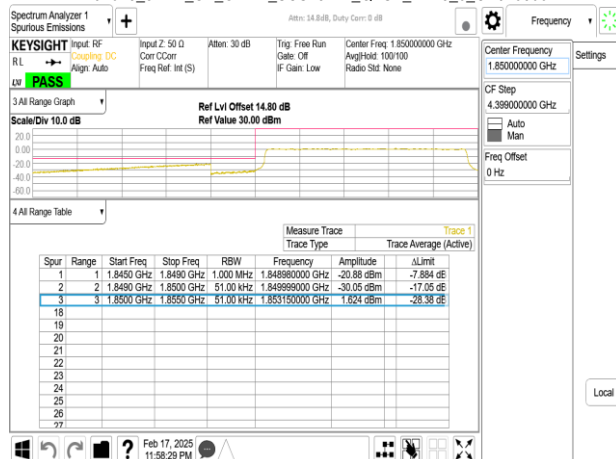 Spectrum Analyzer 1
Spurious Emissions
Attn: 14.8dB, Duty Corr: 0 dB
Frequency
KEYSIGHT
RL
PASS
Input: RF
Coupling: DC
Align: Auto
Input Z: 50 Ω
Corr CCorr
Freq Ref: Int (S)
Atten: 30 dB
Trig: Free Run
Gate: Off
IF Gain: Low
Center Freq: 1.850000000 GHz
Avg|Hold: 100/100
Radio Std: None
Center Frequency
1.850000000 GHz
Settings
CF Step
4.399000000 GHz
Auto
Man
Freq Offset
0 Hz
3 All Range Graph
Ref Lvl Offset 14.80 dB
Scale/Div 10.0 dB
Ref Value 30.00 dBm
20.0
0.00
-20.0
-40.0
-60.0
4 All Range Table
Measure Trace Trace 1
Trace Type Trace Average (Active)
Spur Range Start Freq Stop Freq RBW Frequency Amplitude ΔLimit
1 1 1.8450 GHz 1.8490 GHz 1.000 MHz 1.848980000 GHz -20.88 dBm -7.884 dB
2 2 1.8490 GHz 1.8500 GHz 51.00 kHz 1.849999000 GHz -30.05 dBm -17.05 dB
3 3 1.8500 GHz 1.8550 GHz 51.00 kHz 1.853150000 GHz 1.624 dBm -28.38 dB
18
19
20
21
22
23
24
25
26
27
Local
Feb 17, 2025
11:58:29 PM